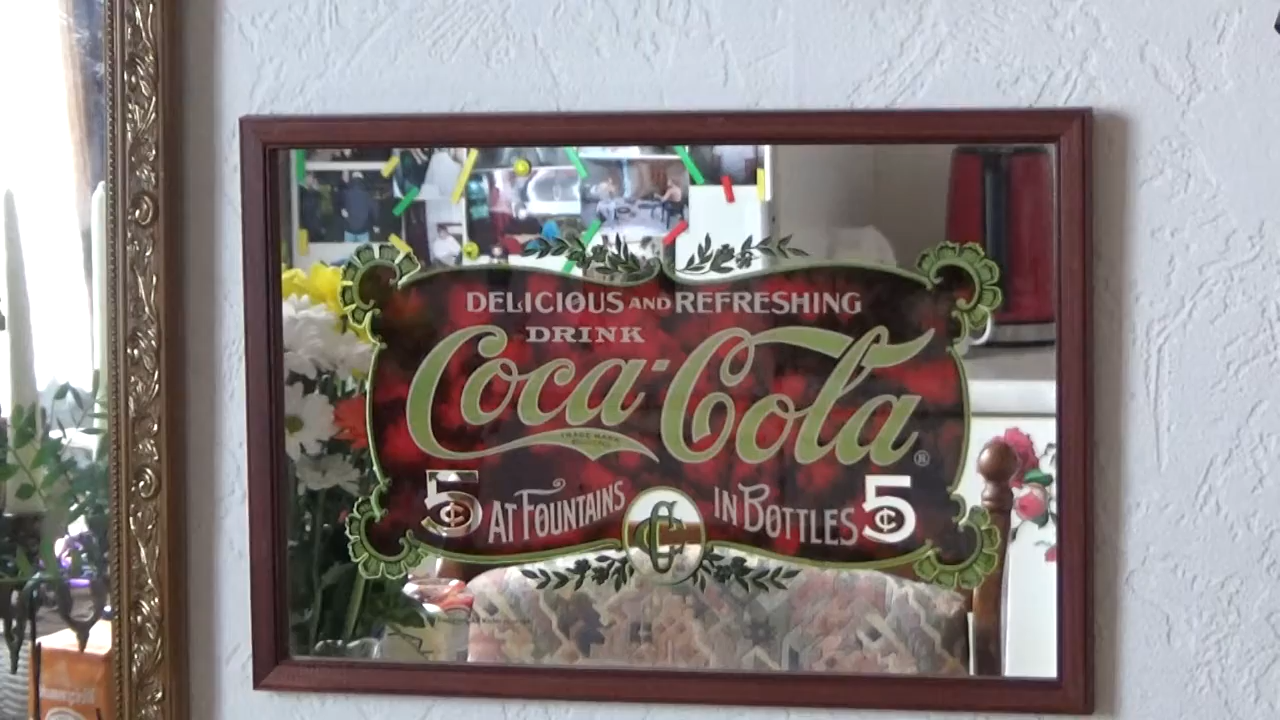 DELICIOUS AND REFRESHING
DRINK
Coca-Cola
TRADE MARK
®
5¢ AT FOUNTAINS IN BOTTLES 5¢
CC